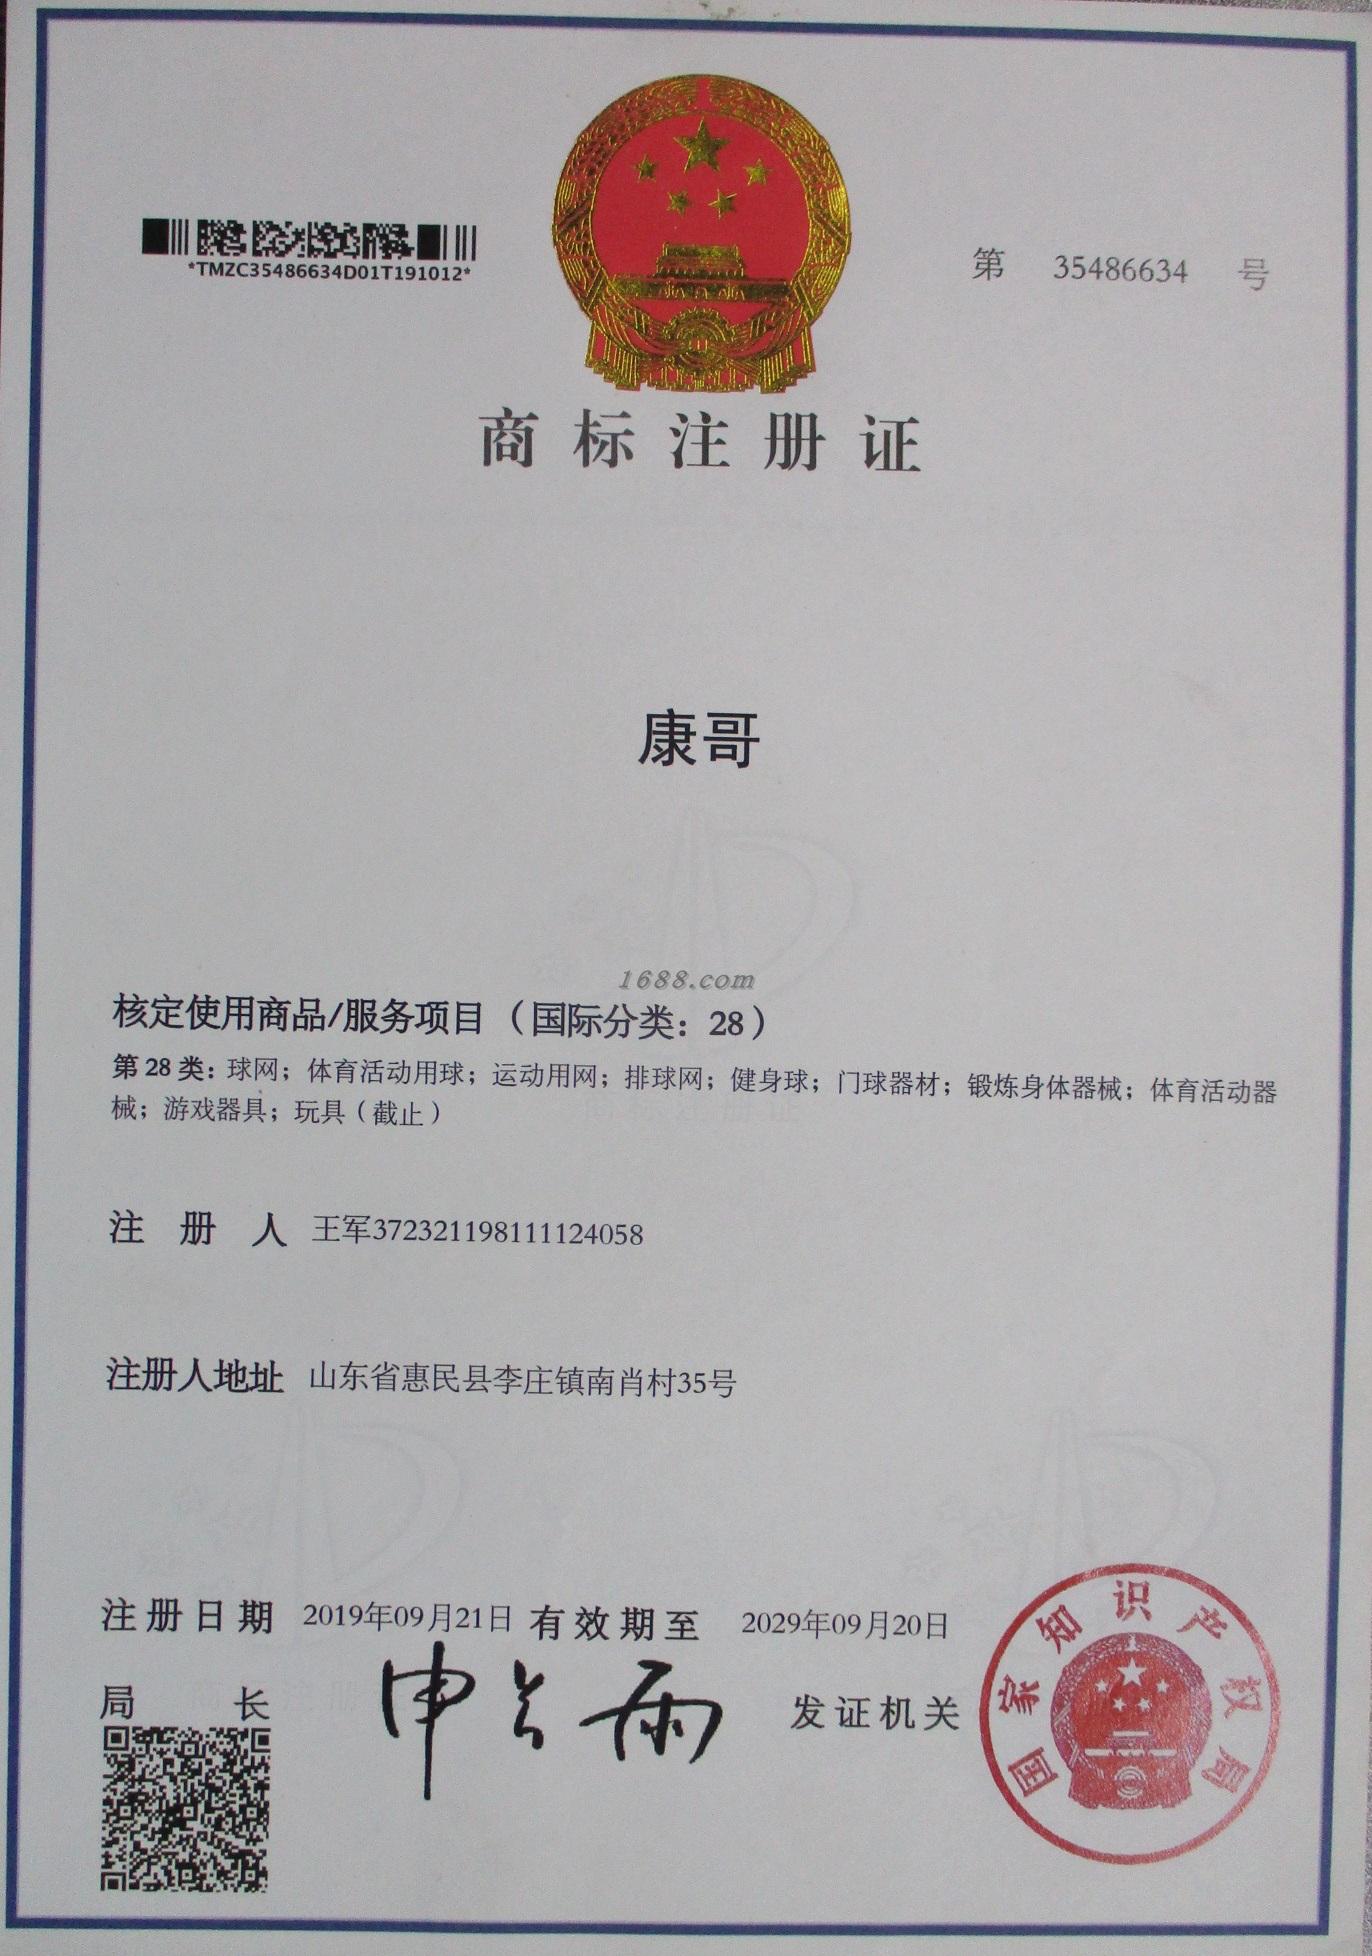 *TMZC35486634D01T191012*
第 35486634 号
商标注册证
康哥
1688.com
核定使用商品/服务项目（国际分类：28）
第28类：球网；体育活动用球；运动用网；排球网；健身球；门球器材；锻炼身体器械；体育活动器
械；游戏器具；玩具（截止）
注册人 王军372321198111124058
注册人地址 山东省惠民县李庄镇南肖村35号
注册日期 2019年09月21日 有效期至 2029年09月20日
局长 申长雨 发证机关
国家知识产权局